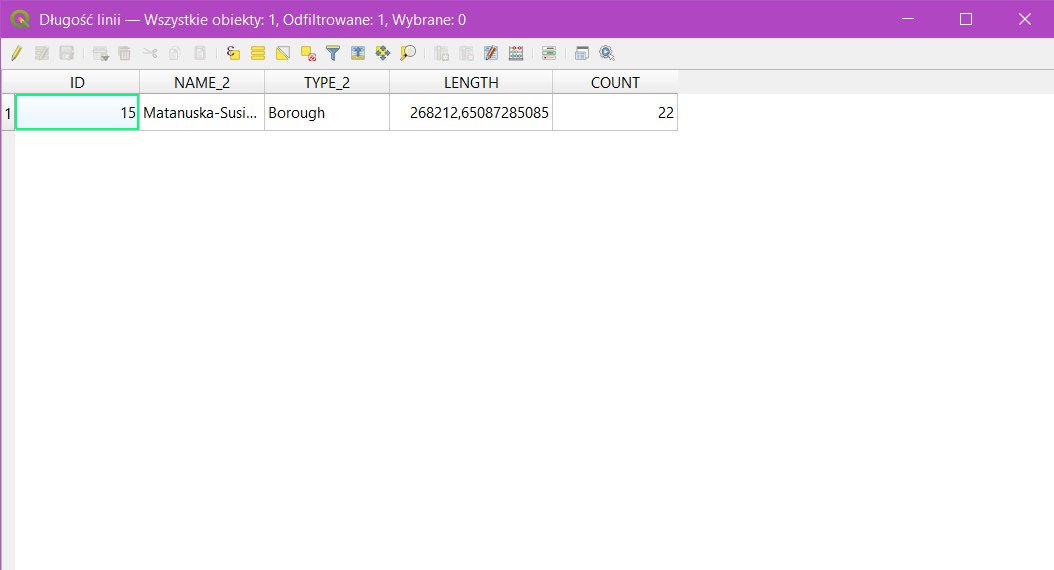 Długość linii — Wszystkie obiekty: 1, Odfiltrowane: 1, Wybrane: 0
ID NAME_2 TYPE_2 LENGTH COUNT
1 15 Matanuska-Susi... Borough 268212,65087285085 22